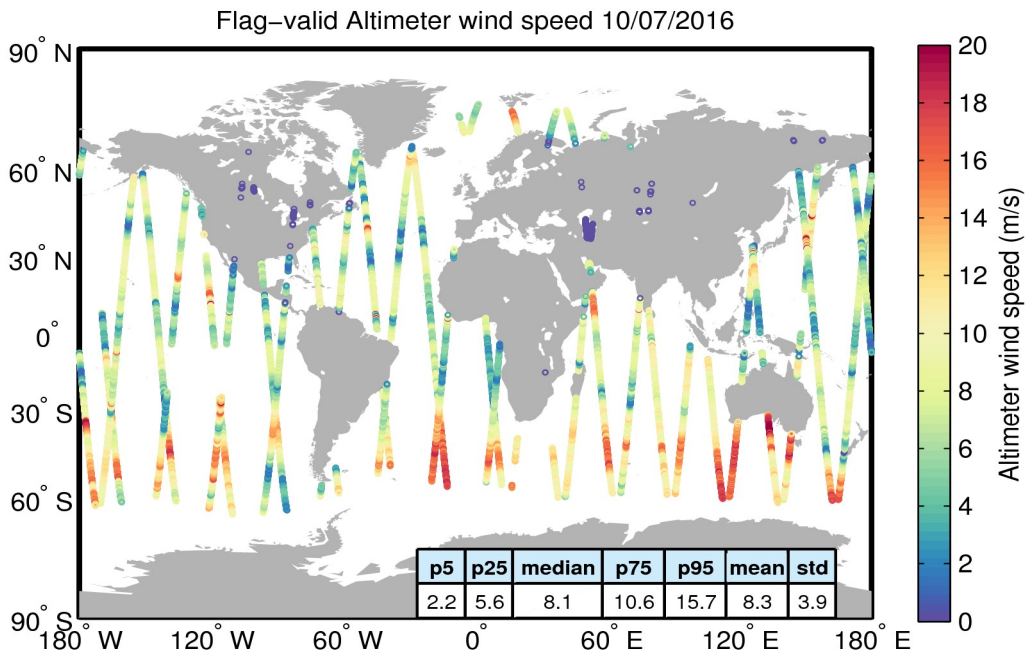 Flag−valid Altimeter wind speed 10/07/2016
90° N
60° N
30° N
0°
30° S
60° S
90° S
180° W
120° W
60° W
0°
60° E
120° E
180° E
p5 p25 median p75 p95 mean std
2.2 5.6 8.1 10.6 15.7 8.3 3.9
20
18
16
14
12
10
8
6
4
2
0
Altimeter wind speed (m/s)